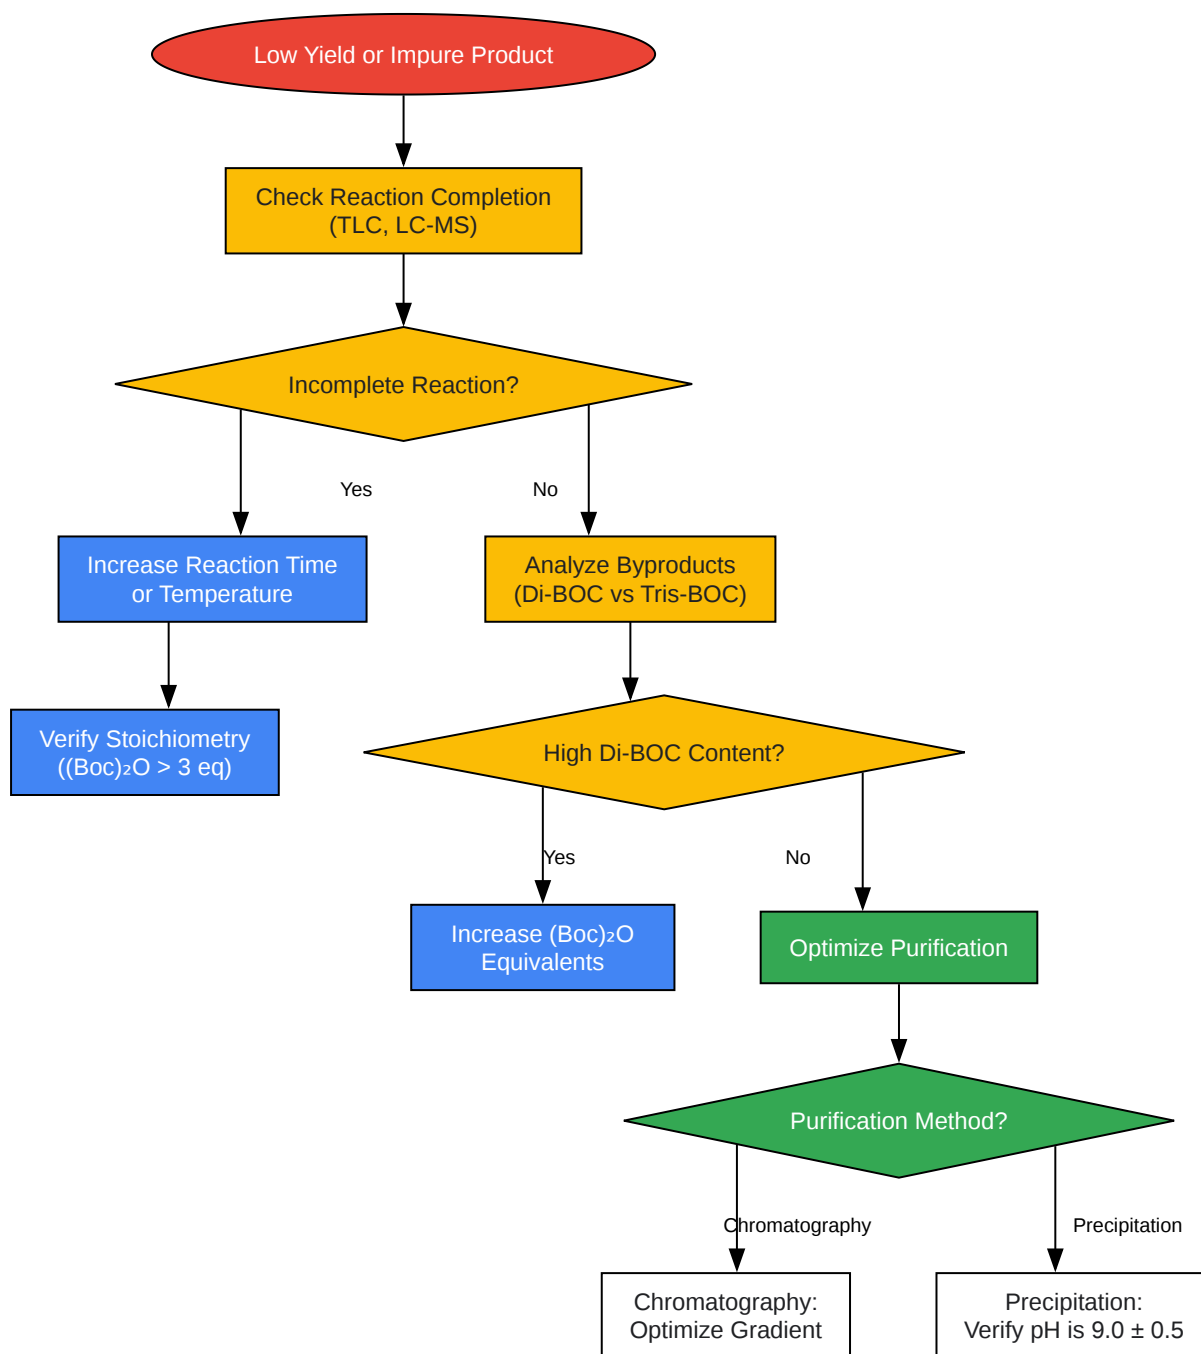 Low Yield or Impure Product
Check Reaction Completion
(TLC, LC-MS)
Incomplete Reaction?
Yes
No
Increase Reaction Time
or Temperature
Analyze Byproducts
(Di-BOC vs Tris-BOC)
Verify Stoichiometry
((Boc)₂O > 3 eq)
High Di-BOC Content?
Yes
No
Increase (Boc)₂O
Equivalents
Optimize Purification
Purification Method?
Chromatography
Precipitation
Chromatography:
Optimize Gradient
Precipitation:
Verify pH is 9.0 ± 0.5